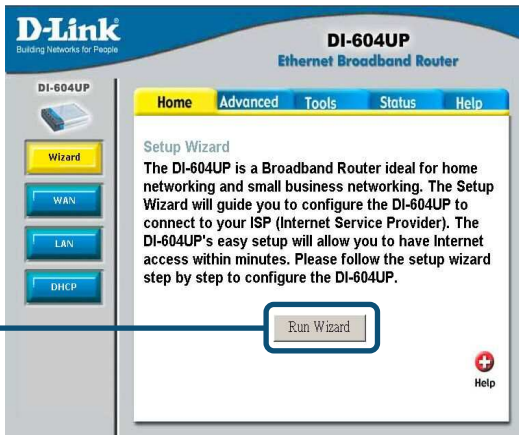 D-Link
Building Networks for People
DI-604UP
Ethernet Broadband Router
DI-604UP
Wizard
WAN
LAN
DHCP
Home Advanced Tools Status Help
Setup Wizard
The DI-604UP is a Broadband Router ideal for home
networking and small business networking. The Setup
Wizard will guide you to configure the DI-604UP to
connect to your ISP (Internet Service Provider). The
DI-604UP's easy setup will allow you to have Internet
access within minutes. Please follow the setup wizard
step by step to configure the DI-604UP.
Run Wizard
Help